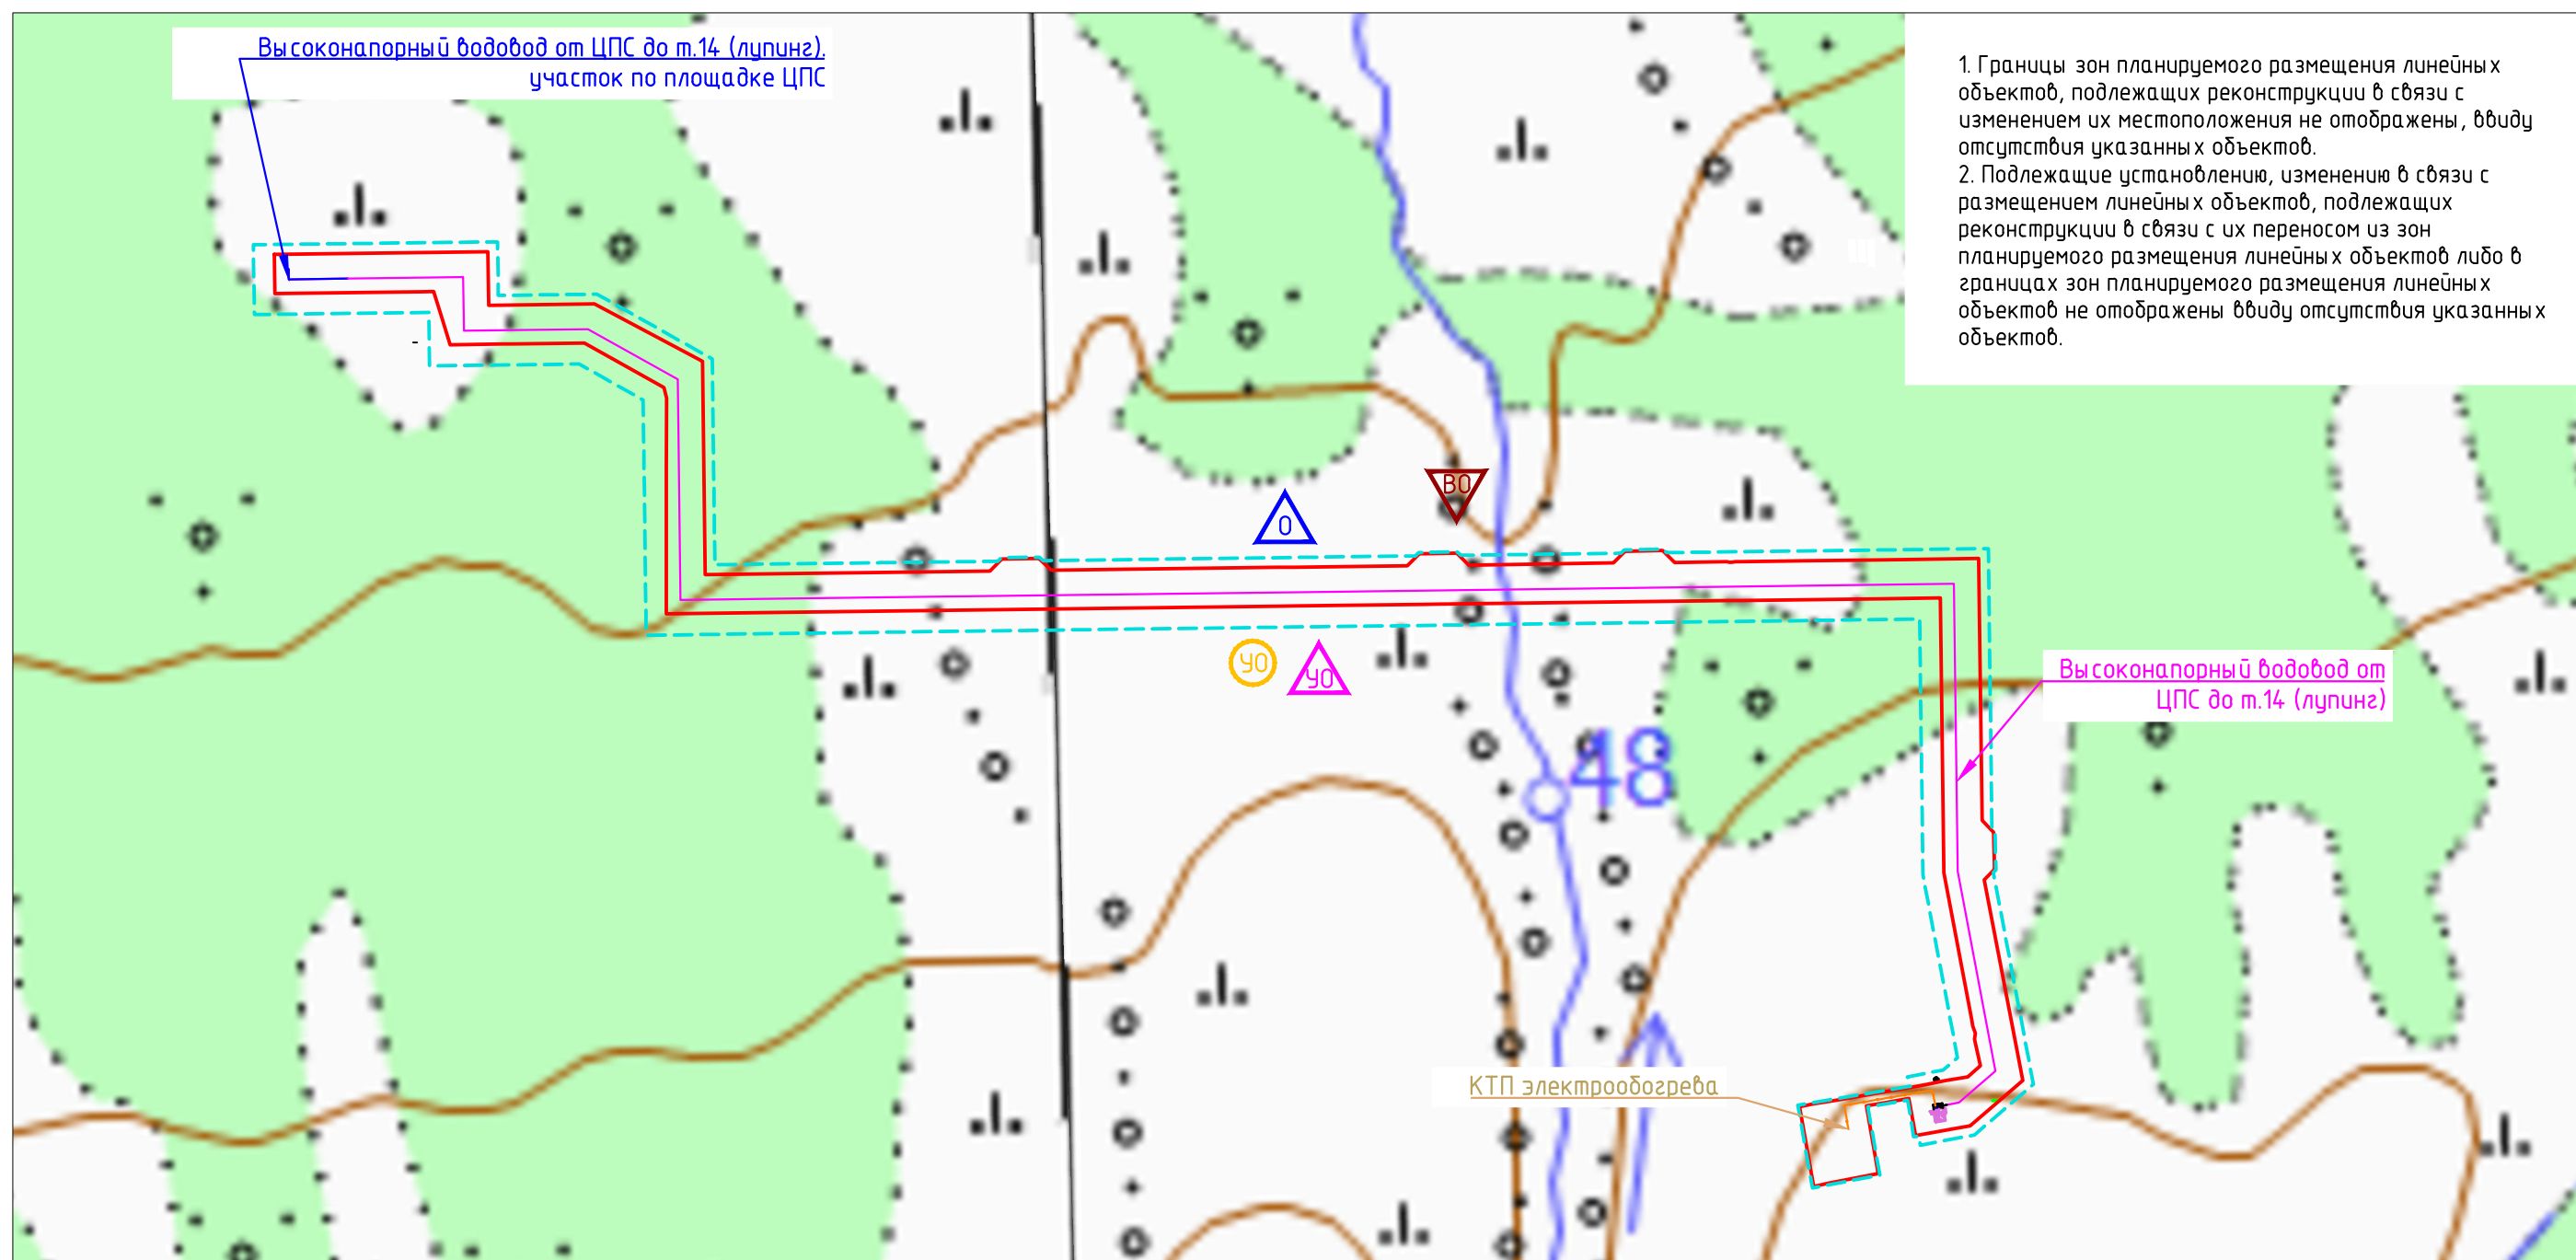 Высоконапорный водовод от ЦПС до т.14 (лупинг).
участок по площадке ЦПС
1. Границы зон планируемого размещения линейных
объектов, подлежащих реконструкции в связи с
изменением их местоположения не отображены, ввиду
отсутствия указанных объектов.
2. Подлежащие установлению, изменению в связи с
размещением линейных объектов, подлежащих
реконструкции в связи с их переносом из зон
планируемого размещения линейных объектов либо в
границах зон планируемого размещения линейных
объектов не отображены ввиду отсутствия указанных
объектов.
ВО
О
УО
УО
Высоконапорный водовод от
ЦПС до т.14 (лупинг)
48
КТП электрообогрева